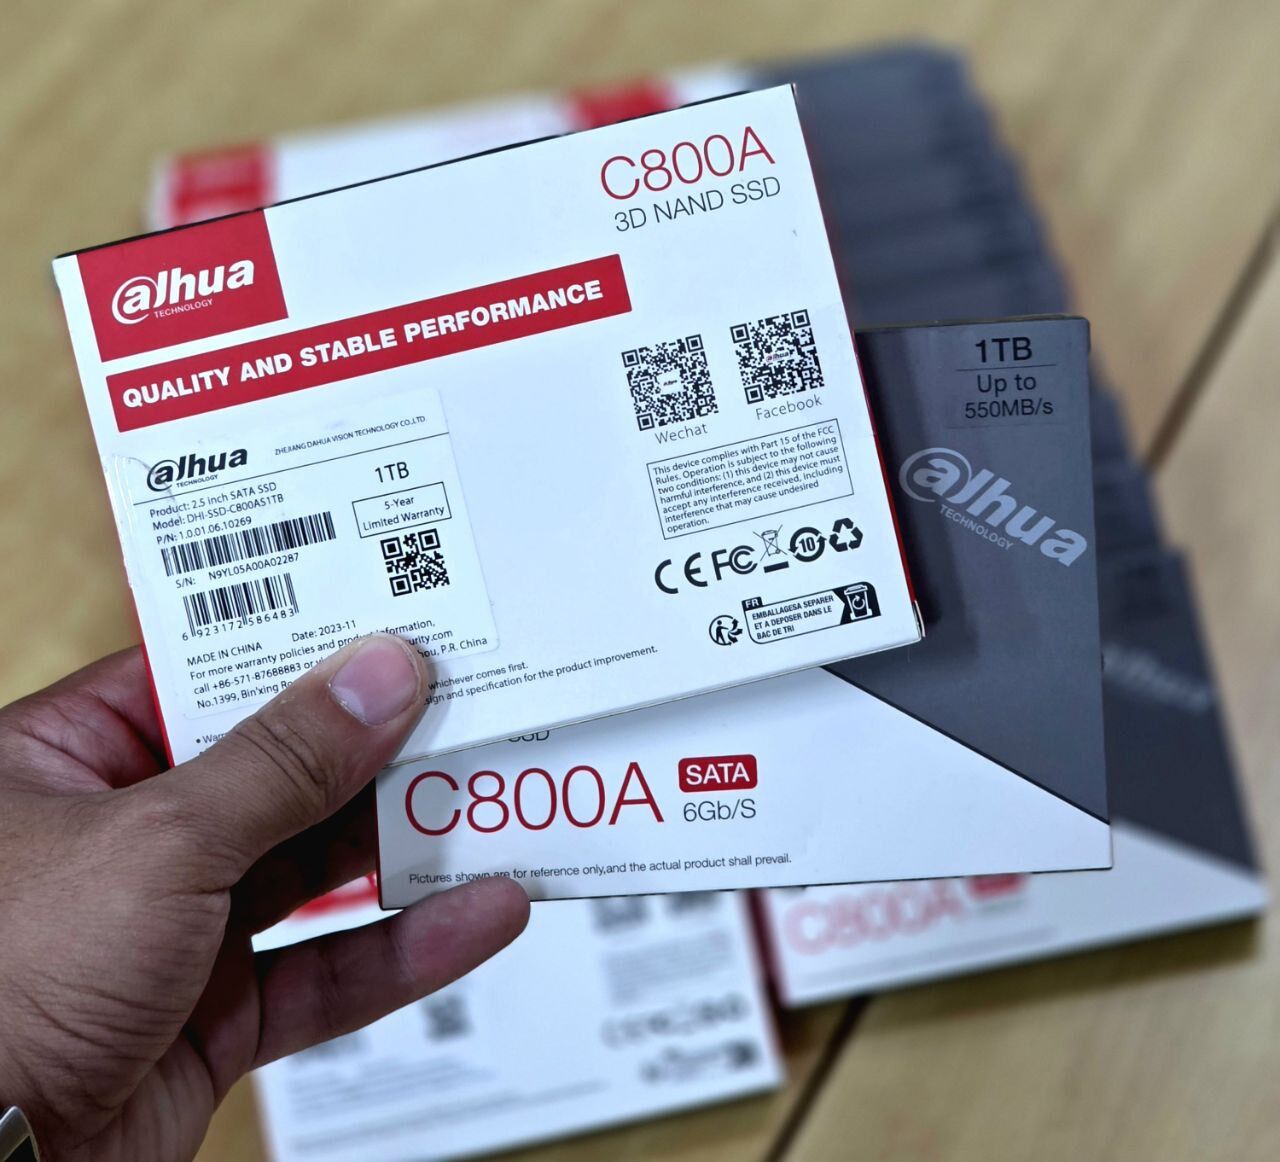 C800A
3D NAND SSD
alhua
TECHNOLOGY
QUALITY AND STABLE PERFORMANCE
Wechat
Facebook
This device complies with Part 15 of the FCC
Rules. Operation is subject to the following
two conditions: (1) this device may not cause
harmful interference, and (2) this device must
accept any interference received, including
interference that may cause undesired
operation.
alhua
TECHNOLOGY
ZHEJIANG DAHUA VISION TECHNOLOGY CO.,LTD
Product: 2.5 inch SATA SSD
Model: DHI-SSD-C800AS1TB
P/N: 1.0.01.06.10269
1TB
5-Year
Limited Warranty
S/N: N9YL05A00A02287
6 923172 586483
MADE IN CHINA Date: 2023-11
For more warranty policies and product information,
call +86-571-87688883 or
No.1399, Bin'xing P.R. China
whichever comes first.
and specification for the product improvement.
CE FC 10
FR
EMBALLAGESA SEPARER
ET A DEPOSER DANS LE
BAC DE TRI
1TB
Up to
550MB/s
alhua
TECHNOLOGY
SSD
C800A SATA
6Gb/S
Pictures shown are for reference only,and the actual product shall prevail.
C800A